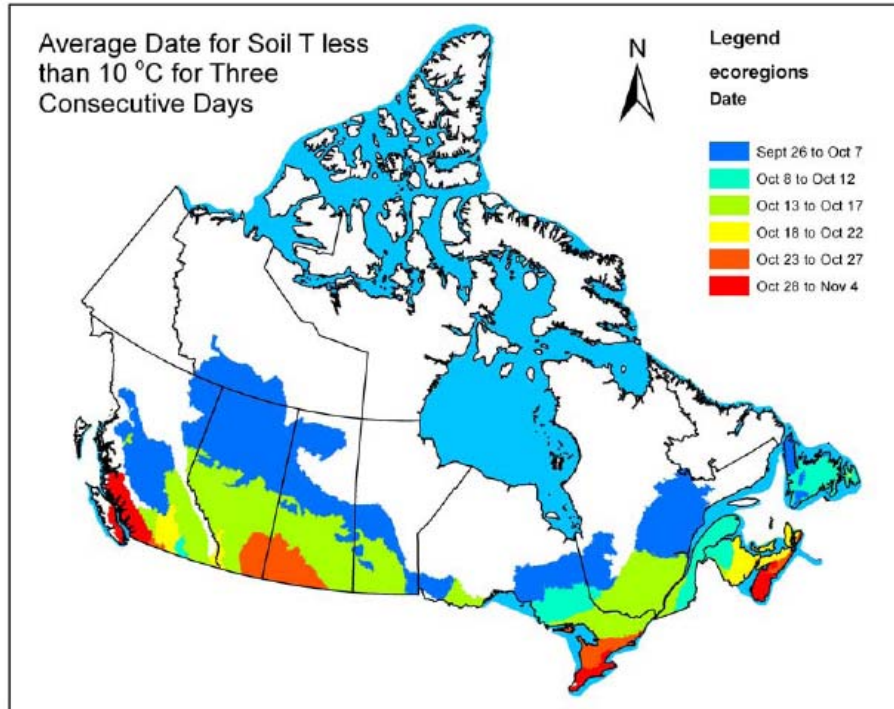 Average Date for Soil T less
than 10 °C for Three
Consecutive Days
N
Legend
ecoregions
Date
Sept 26 to Oct 7
Oct 8 to Oct 12
Oct 13 to Oct 17
Oct 18 to Oct 22
Oct 23 to Oct 27
Oct 28 to Nov 4